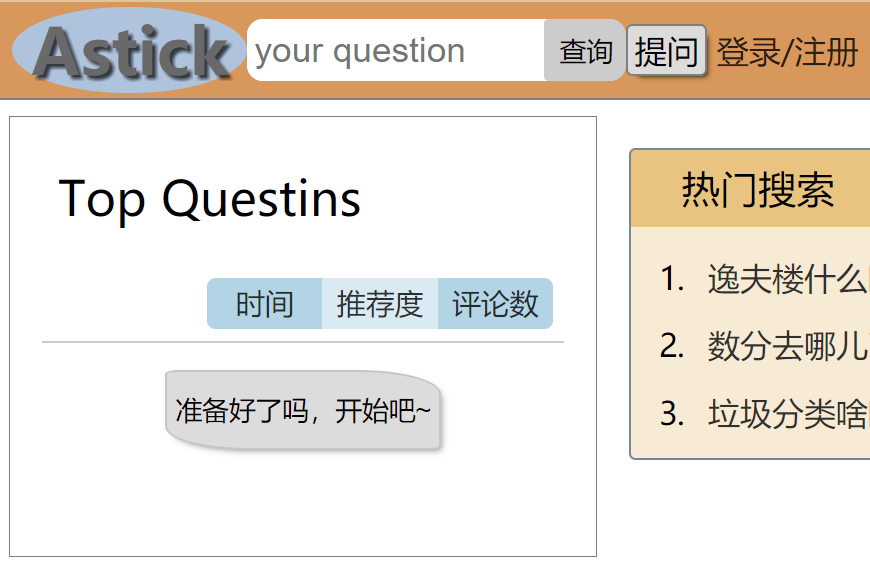 Astick your question 查询 提问 登录/注册
Top Questins
时间 推荐度 评论数
准备好了吗，开始吧~
热门搜索
1. 逸夫楼什么
2. 数分去哪儿
3. 垃圾分类啥